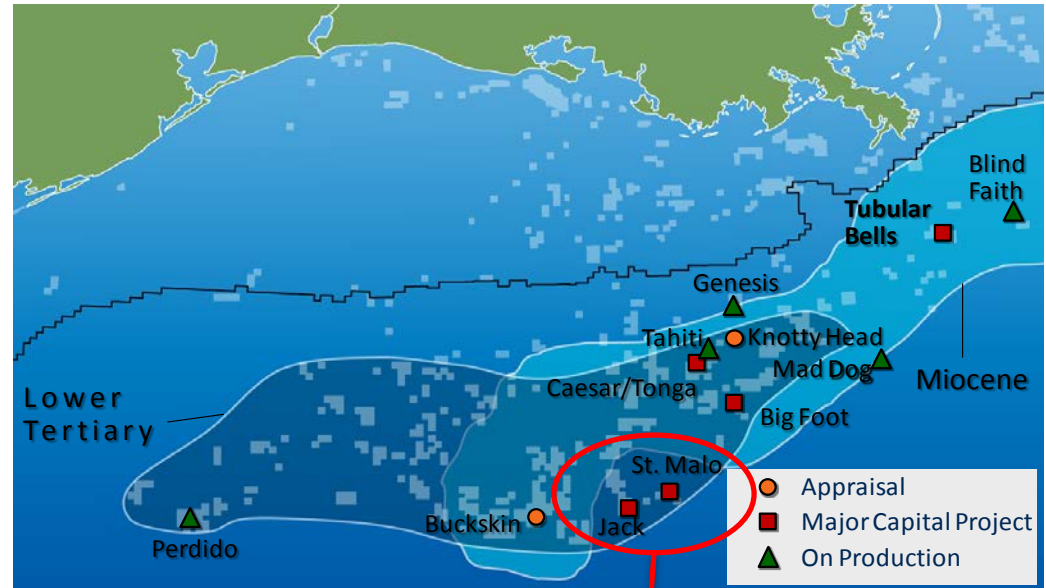 Blind
Faith
Tubular
Bells
Genesis
Tahiti
Knotty Head
Mad Dog
Caesar/Tonga
Miocene
Lower
Tertiary
Big Foot
St. Malo
Buckskin
Jack
Perdido
Appraisal
Major Capital Project
On Production